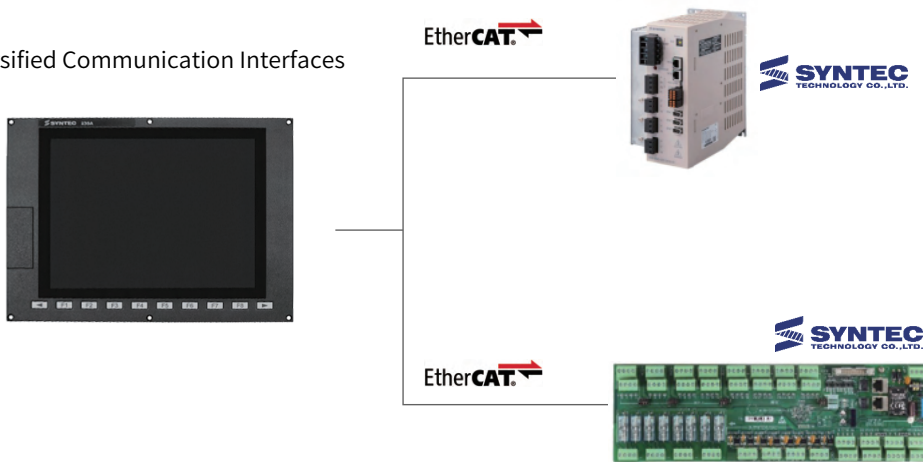 EtherCAT.
SYNTEC
TECHNOLOGY CO.,LTD.
sified Communication Interfaces
SYNTEC
F1 F2 F3 F4 F5 F6 F7 F8
SYNTEC
TECHNOLOGY CO.,LTD.
EtherCAT.